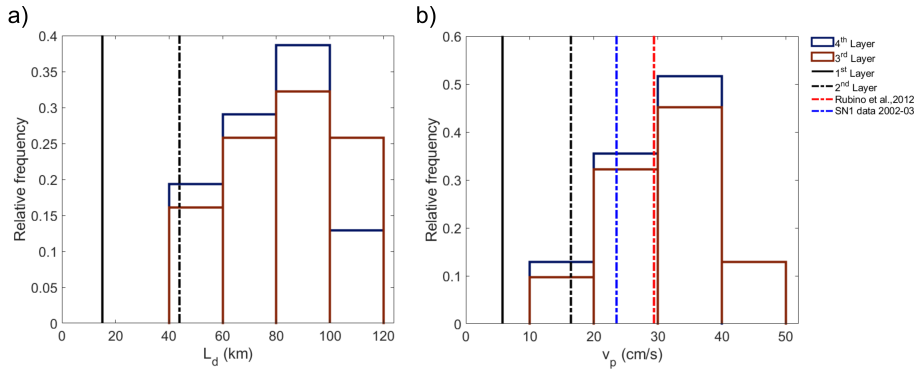 a)
Relative frequency
0.4
0.35
0.3
0.25
0.2
0.15
0.1
0.05
0
0 20 40 60 80 100 120
L_d (km)
b)
Relative frequency
0.6
0.5
0.4
0.3
0.2
0.1
0
0 10 20 30 40 50
v_p (cm/s)
4th Layer
3rd Layer
1st Layer
2nd Layer
Rubino et al.,2012
SN1 data 2002-03